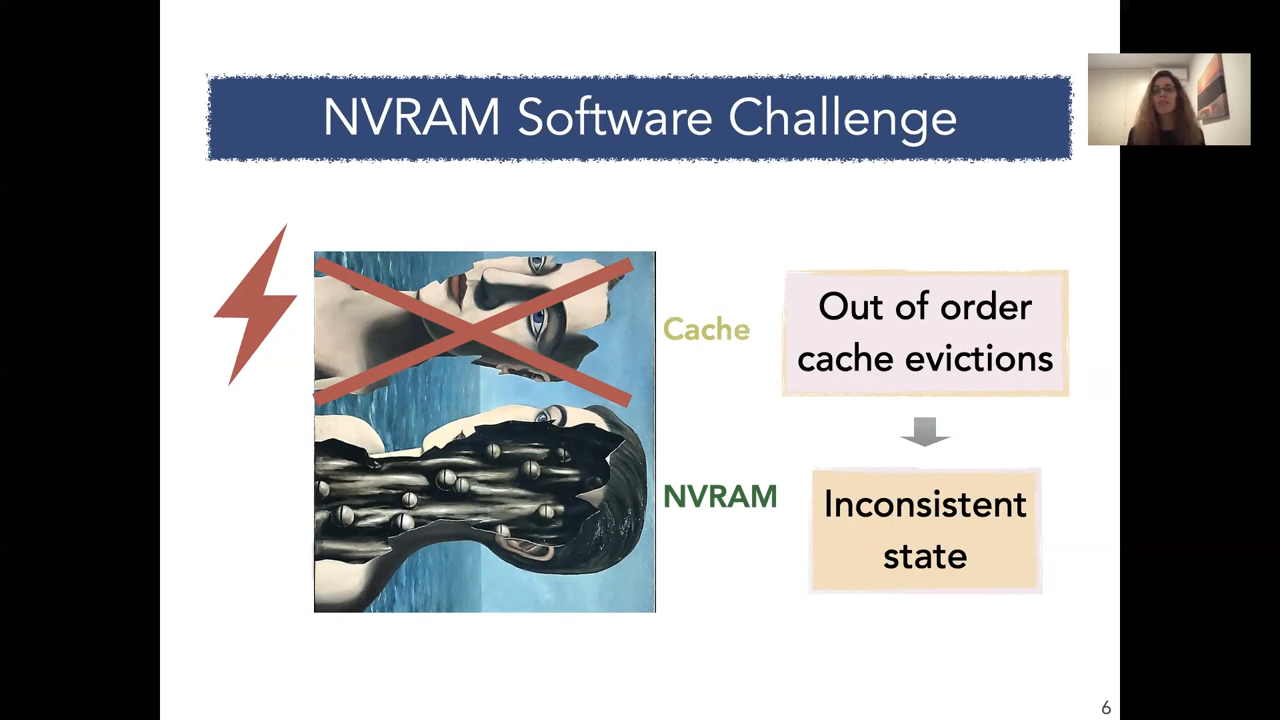 NVRAM Software Challenge
Cache
Out of order
cache evictions
NVRAM
Inconsistent
state
6